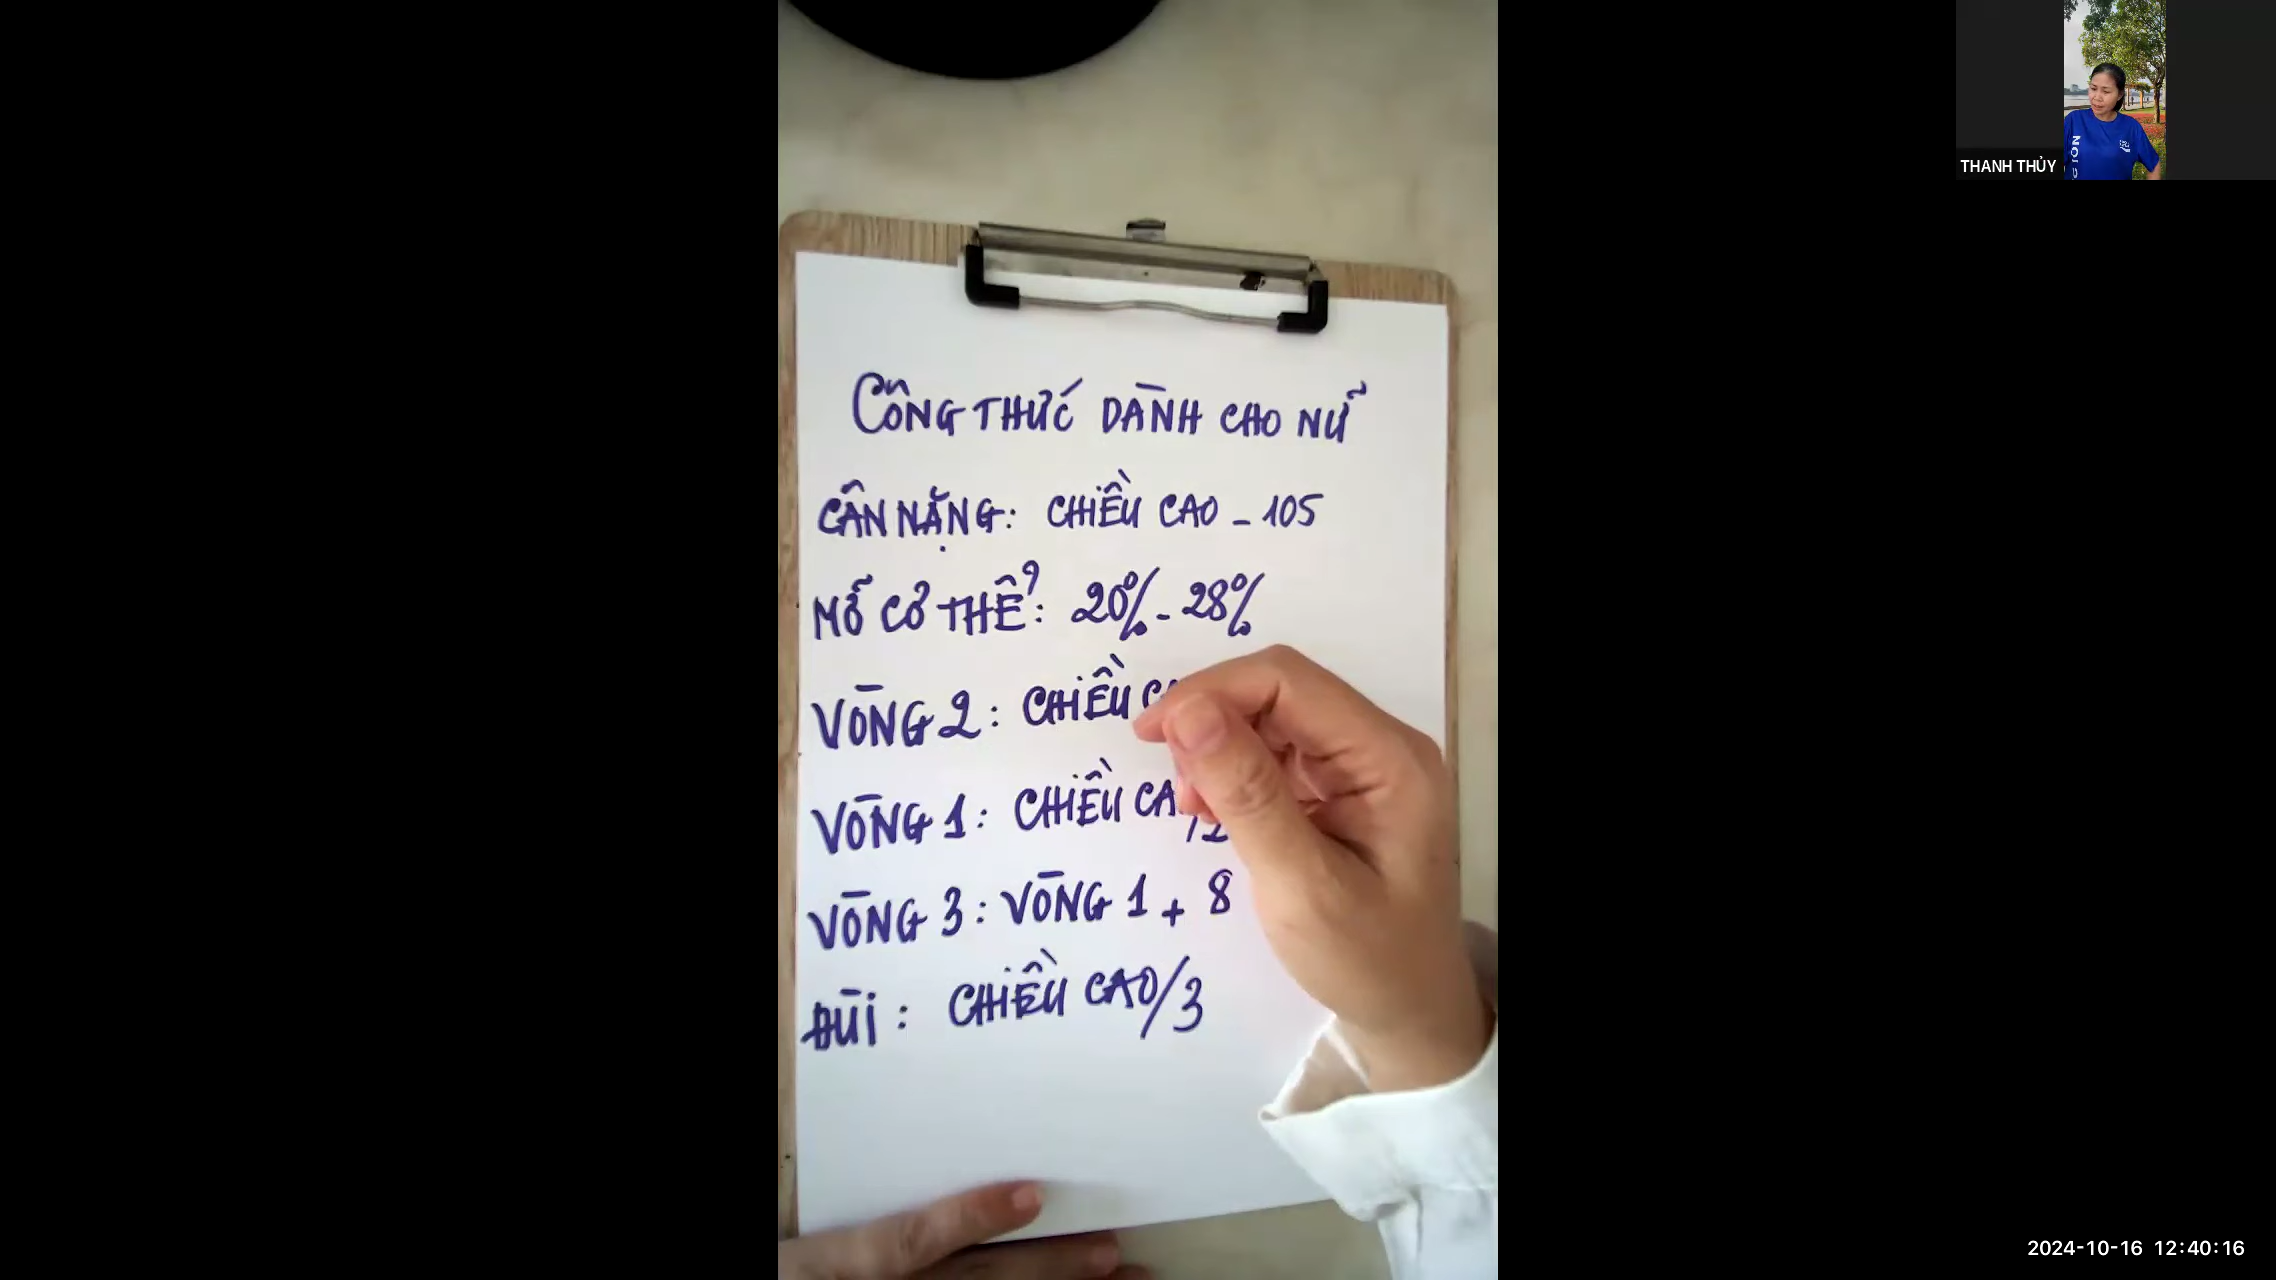 THANH THỦY
CÔNG THỨC DÀNH CHO NỮ
CÂN NẶNG: CHIỀU CAO - 105
MỠ CƠ THỂ: 20% - 28%
VÒNG 2: CHIỀU
VÒNG 1: CHIỀU
VÒNG 3: VÒNG 1 + 8
ĐÙI: CHIỀU CAO/3
2024-10-16 12:40:16